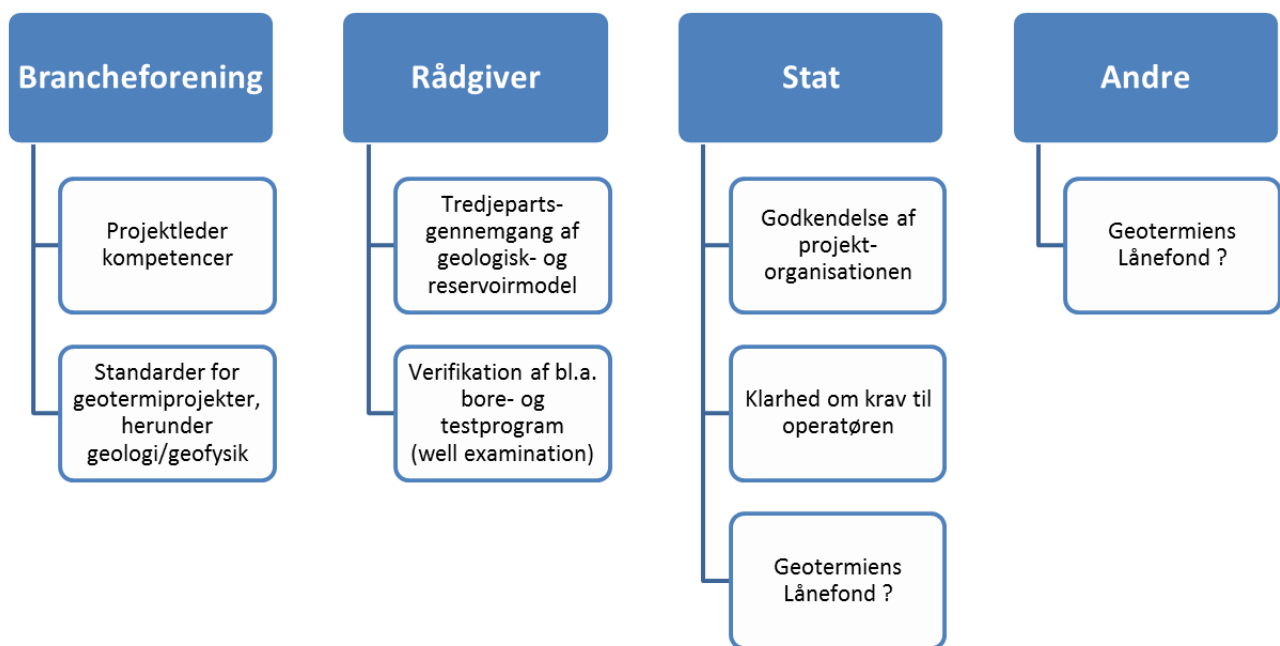 Brancheforening
Projektleder
kompetencer
Standarder for
geotermiprojekter,
herunder
geologi/geofysik
Rådgiver
Tredjeparts-
gennemgang af
geologisk- og
reservoirmodel
Verifikation af bl.a.
bore- og
testprogram
(well examination)
Stat
Godkendelse af
projekt-
organisationen
Klarhed om krav til
operatøren
Geotermiens
Lånefond ?
Andre
Geotermiens
Lånefond ?